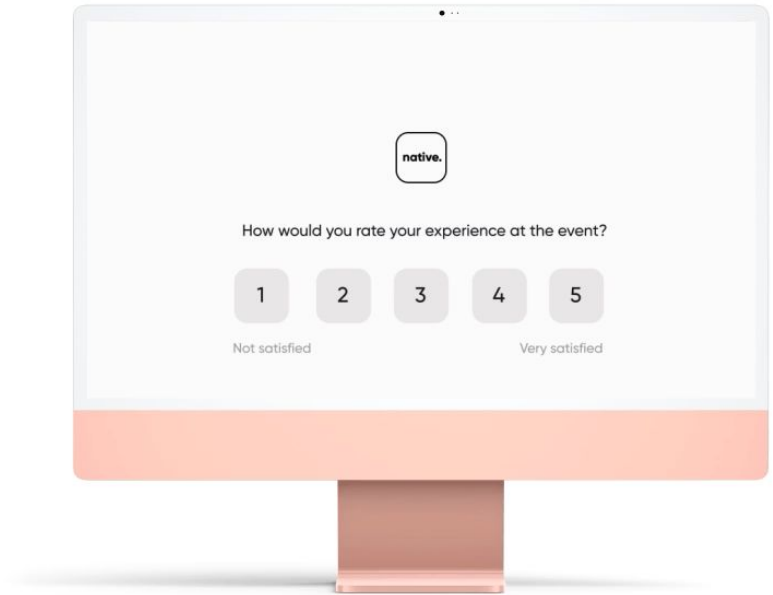 native.
How would you rate your experience at the event?
1 2 3 4 5
Not satisfied Very satisfied